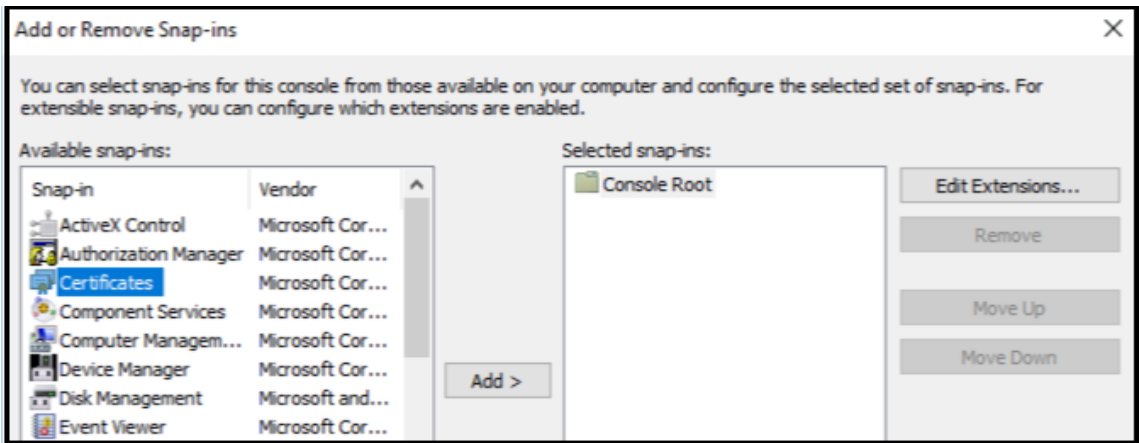 Add or Remove Snap-ins
You can select snap-ins for this console from those available on your computer and configure the selected set of snap-ins. For
extensible snap-ins, you can configure which extensions are enabled.
Available snap-ins:
Snap-in Vendor
ActiveX Control Microsoft Cor...
Authorization Manager Microsoft Cor...
Certificates Microsoft Cor...
Component Services Microsoft Cor...
Computer Managem... Microsoft Cor...
Device Manager Microsoft Cor...
Disk Management Microsoft and...
Event Viewer Microsoft Cor...
Add >
Selected snap-ins:
Console Root
Edit Extensions...
Remove
Move Up
Move Down